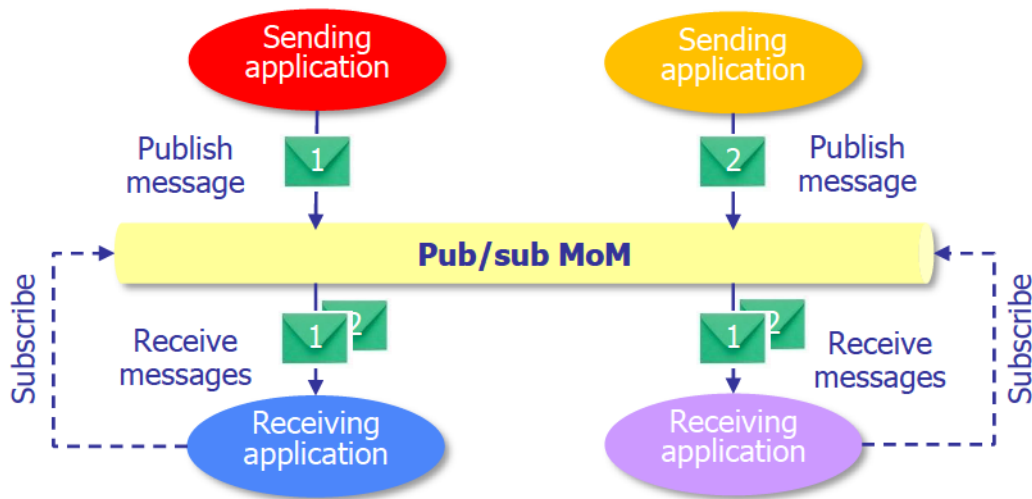 Sending
application
Sending
application
Publish
message
1
2
Publish
message
Pub/sub MoM
Subscribe
Receive
messages
1
2
1
2
Receive
messages
Subscribe
Receiving
application
Receiving
application